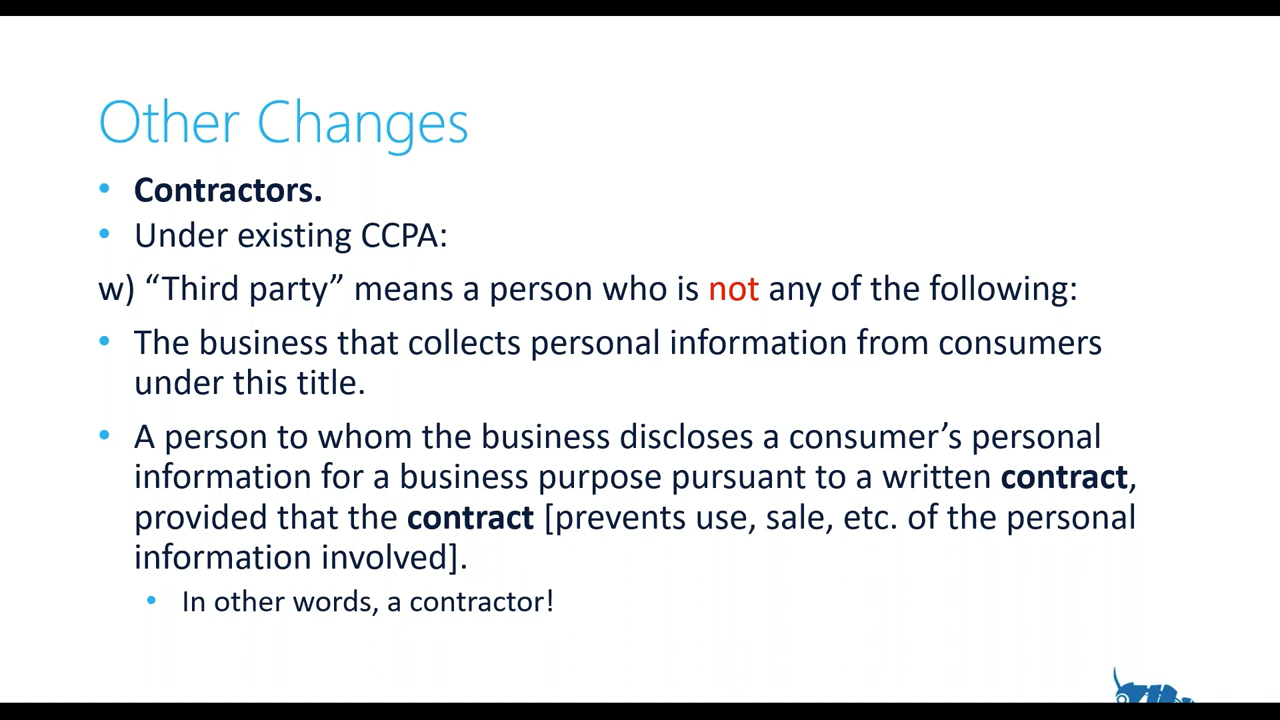 Other Changes
• Contractors.
• Under existing CCPA:
w) “Third party” means a person who is not any of the following:
• The business that collects personal information from consumers
under this title.
• A person to whom the business discloses a consumer’s personal
information for a business purpose pursuant to a written contract,
provided that the contract [prevents use, sale, etc. of the personal
information involved].
• In other words, a contractor!